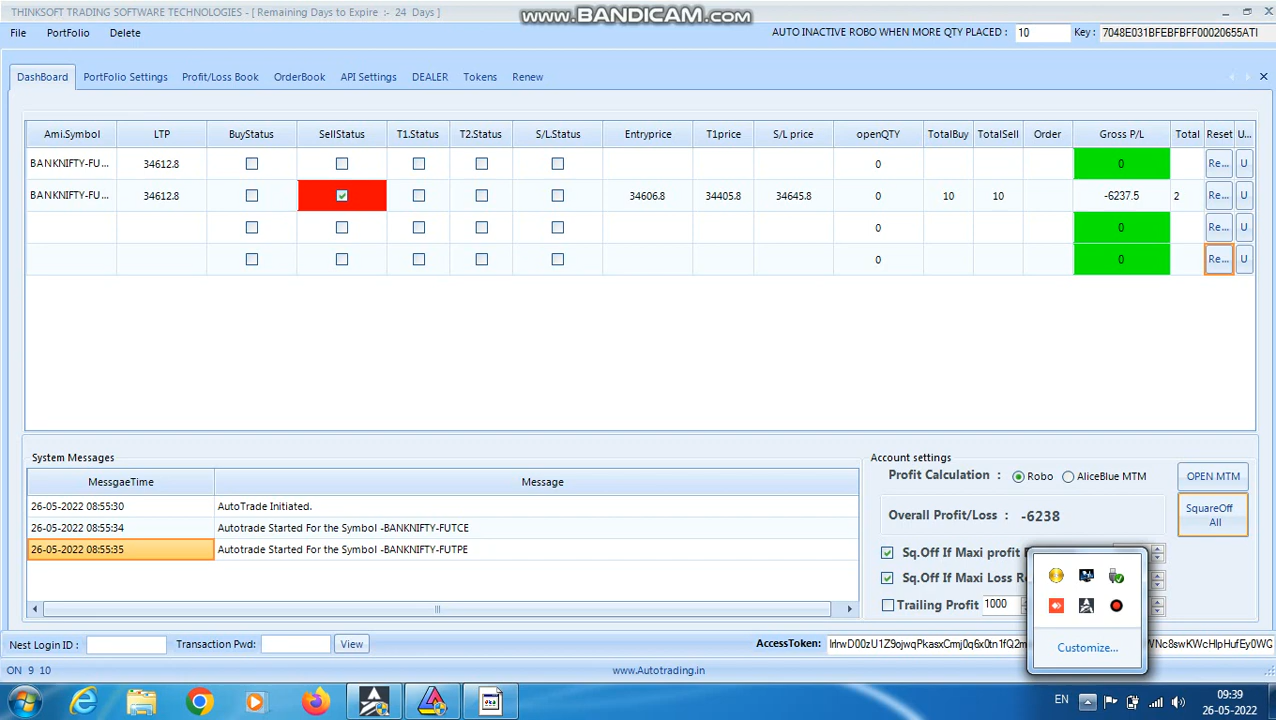 THINKSOFT TRADING SOFTWARE TECHNOLOGIES - [ Remaining Days to Expire :- 24 Days ]
www.BANDICAM.com
File PortFolio Delete AUTO INACTIVE ROBO WHEN MORE QTY PLACED : 10 Key : 7048E031BFEBFBFF00020655ATI
DashBoard PortFolio Settings Profit/Loss Book OrderBook API Settings DEALER Tokens Renew
Ami.Symbol LTP BuyStatus SellStatus T1.Status T2.Status S/L.Status Entryprice T1price S/L price openQTY TotalBuy TotalSell Order Gross P/L Total Reset U...
BANKNIFTY-FU... 34612.8 0 0 Re... U
BANKNIFTY-FU... 34612.8 34606.8 34405.8 34645.8 0 10 10 -6237.5 2 Re... U
0 0 Re... U
0 0 Re... U
System Messages
MessgaeTime Message
26-05-2022 08:55:30 AutoTrade Initiated.
26-05-2022 08:55:34 Autotrade Started For the Symbol -BANKNIFTY-FUTCE
26-05-2022 08:55:35 Autotrade Started For the Symbol -BANKNIFTY-FUTPE
Account settings
Profit Calculation : Robo AliceBlue MTM OPEN MTM
Overall Profit/Loss : -6238 SquareOff All
Sq.Off If Maxi profit
Sq.Off If Maxi Loss
Trailing Profit 1000
Customize...
Nest Login ID : Transaction Pwd: View AccessToken:
ON 9 10 www.Autotrading.in
EN 09:39
26-05-2022